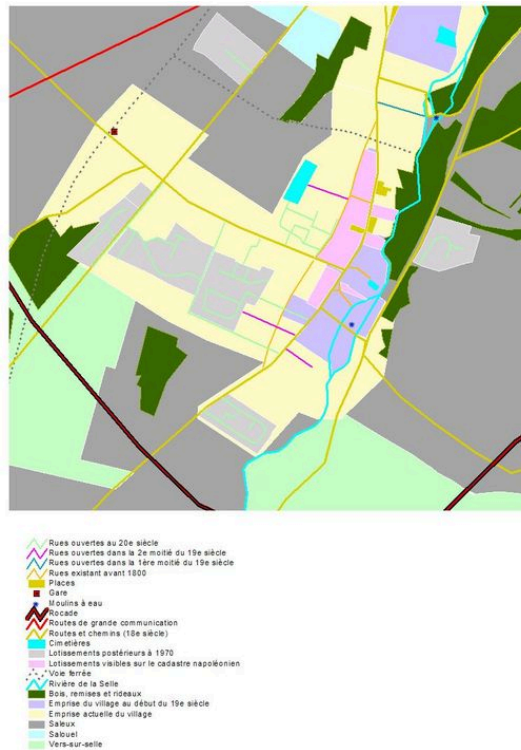 Rues ouvertes au 20e siècle
Rues ouvertes dans la 2e moitié du 19e siècle
Rues ouvertes dans la 1ère moitié du 19e siècle
Rues existant avant 1800
Places
Gare
Moulins à eau
Rocade
Routes de grande communication
Routes et chemins (18e siècle)
Cimetières
Lotissements postérieurs à 1970
Lotissements visibles sur le cadastre napoléonien
Voie ferrée
Rivière de la Selle
Bois, remises et rideaux
Emprise du village au début du 19e siècle
Emprise actuelle du village
Saleux
Salouel
Vers-sur-selle